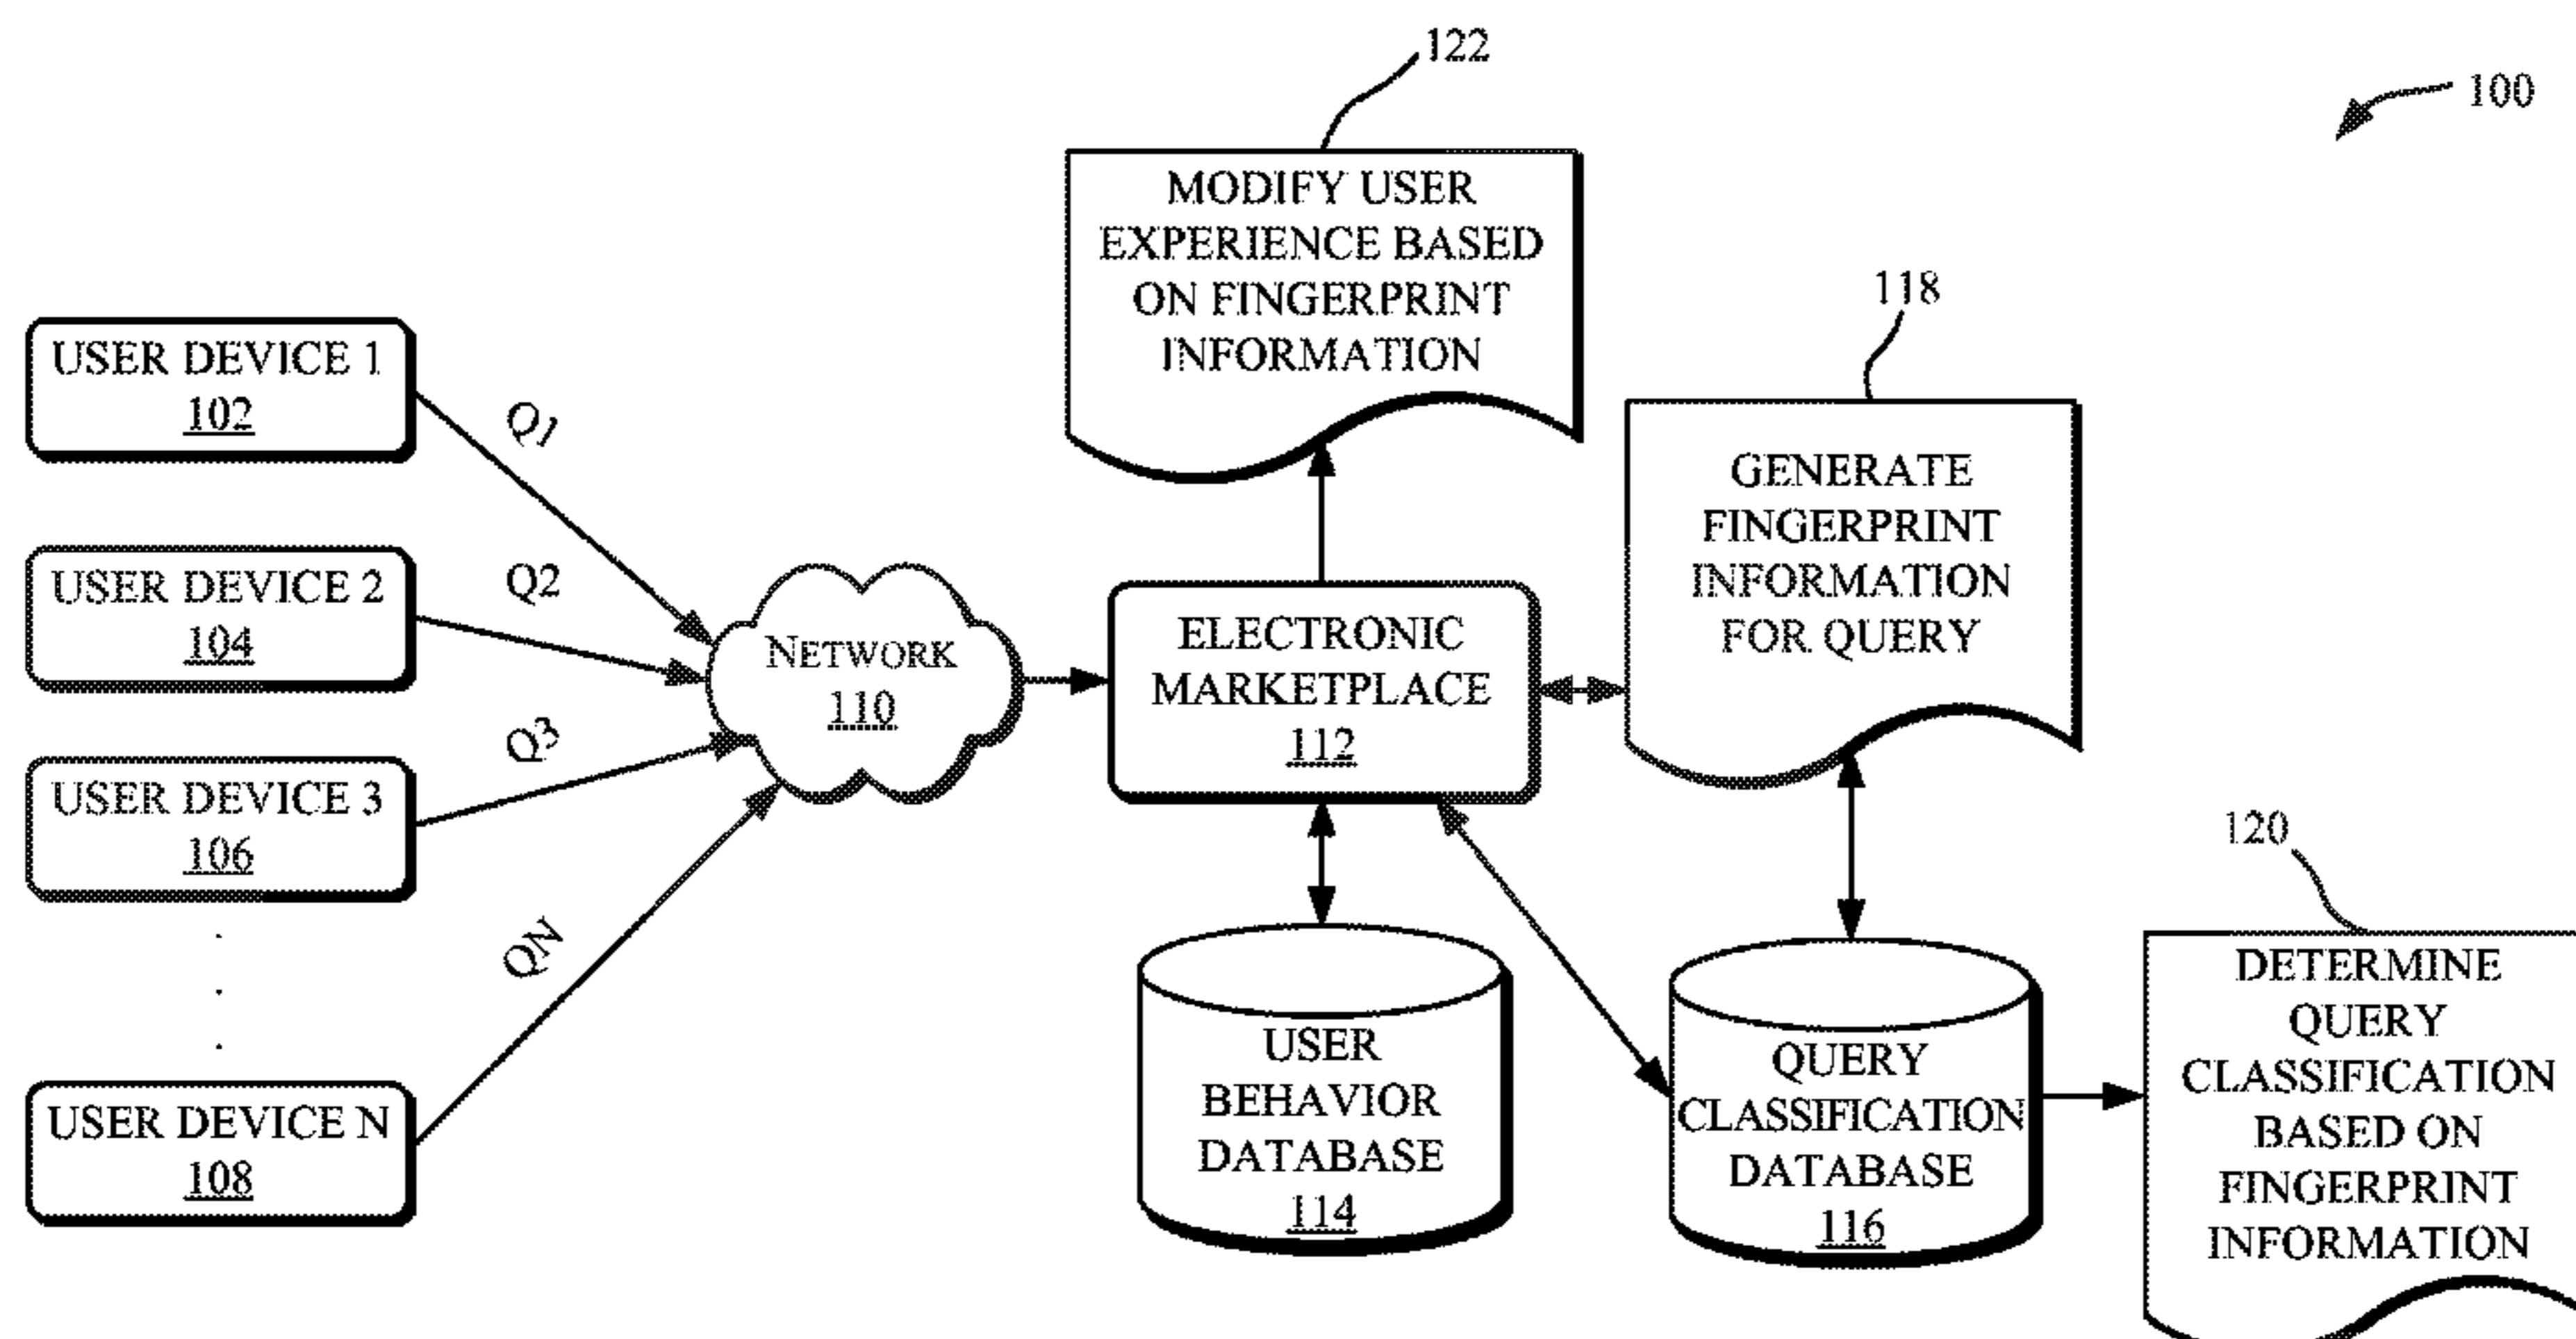 122
100
MODIFY USER
EXPERIENCE BASED
ON FINGERPRINT
INFORMATION
118
USER DEVICE 1
102
Q1
GENERATE
FINGERPRINT
INFORMATION
FOR QUERY
USER DEVICE 2
104
Q2
NETWORK
110
ELECTRONIC
MARKETPLACE
112
USER DEVICE 3
106
Q3
120
USER DEVICE N
108
QN
USER
BEHAVIOR
DATABASE
114
QUERY
CLASSIFICATION
DATABASE
116
DETERMINE
QUERY
CLASSIFICATION
BASED ON
FINGERPRINT
INFORMATION